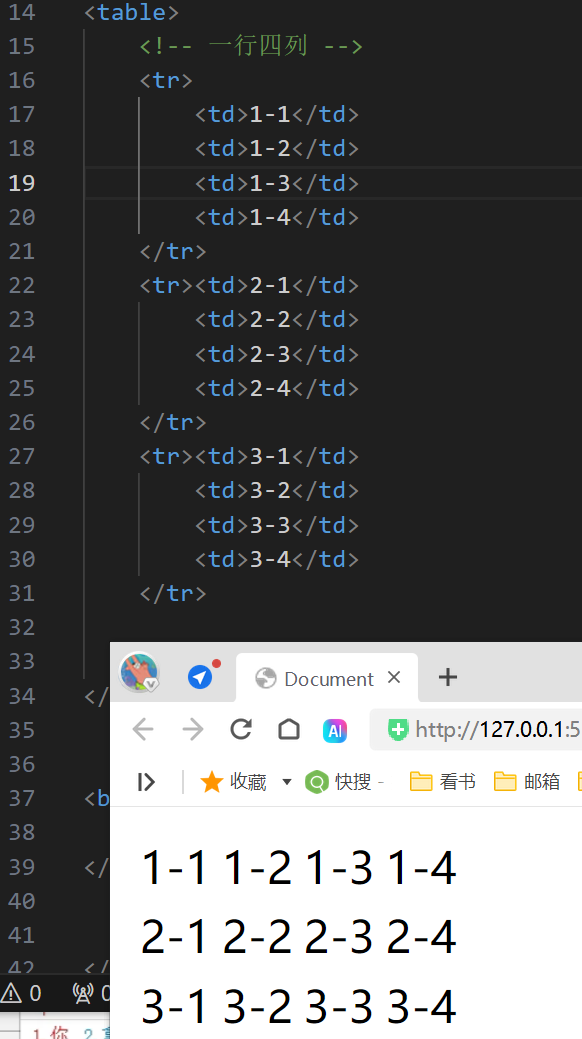 14 <table>
15 <!-- 一行四列 -->
16 <tr>
17 <td>1-1</td>
18 <td>1-2</td>
19 <td>1-3</td>
20 <td>1-4</td>
21 </tr>
22 <tr><td>2-1</td>
23 <td>2-2</td>
24 <td>2-3</td>
25 <td>2-4</td>
26 </tr>
27 <tr><td>3-1</td>
28 <td>3-2</td>
29 <td>3-3</td>
30 <td>3-4</td>
31 </tr>
32
33
34 </
35
36
37 <b
38
39 </
40
41
42 </
0 0
1 你 2
Document
AI http://127.0.0.1:5
收藏 快搜 - 看书 邮箱
1-1 1-2 1-3 1-4
2-1 2-2 2-3 2-4
3-1 3-2 3-3 3-4